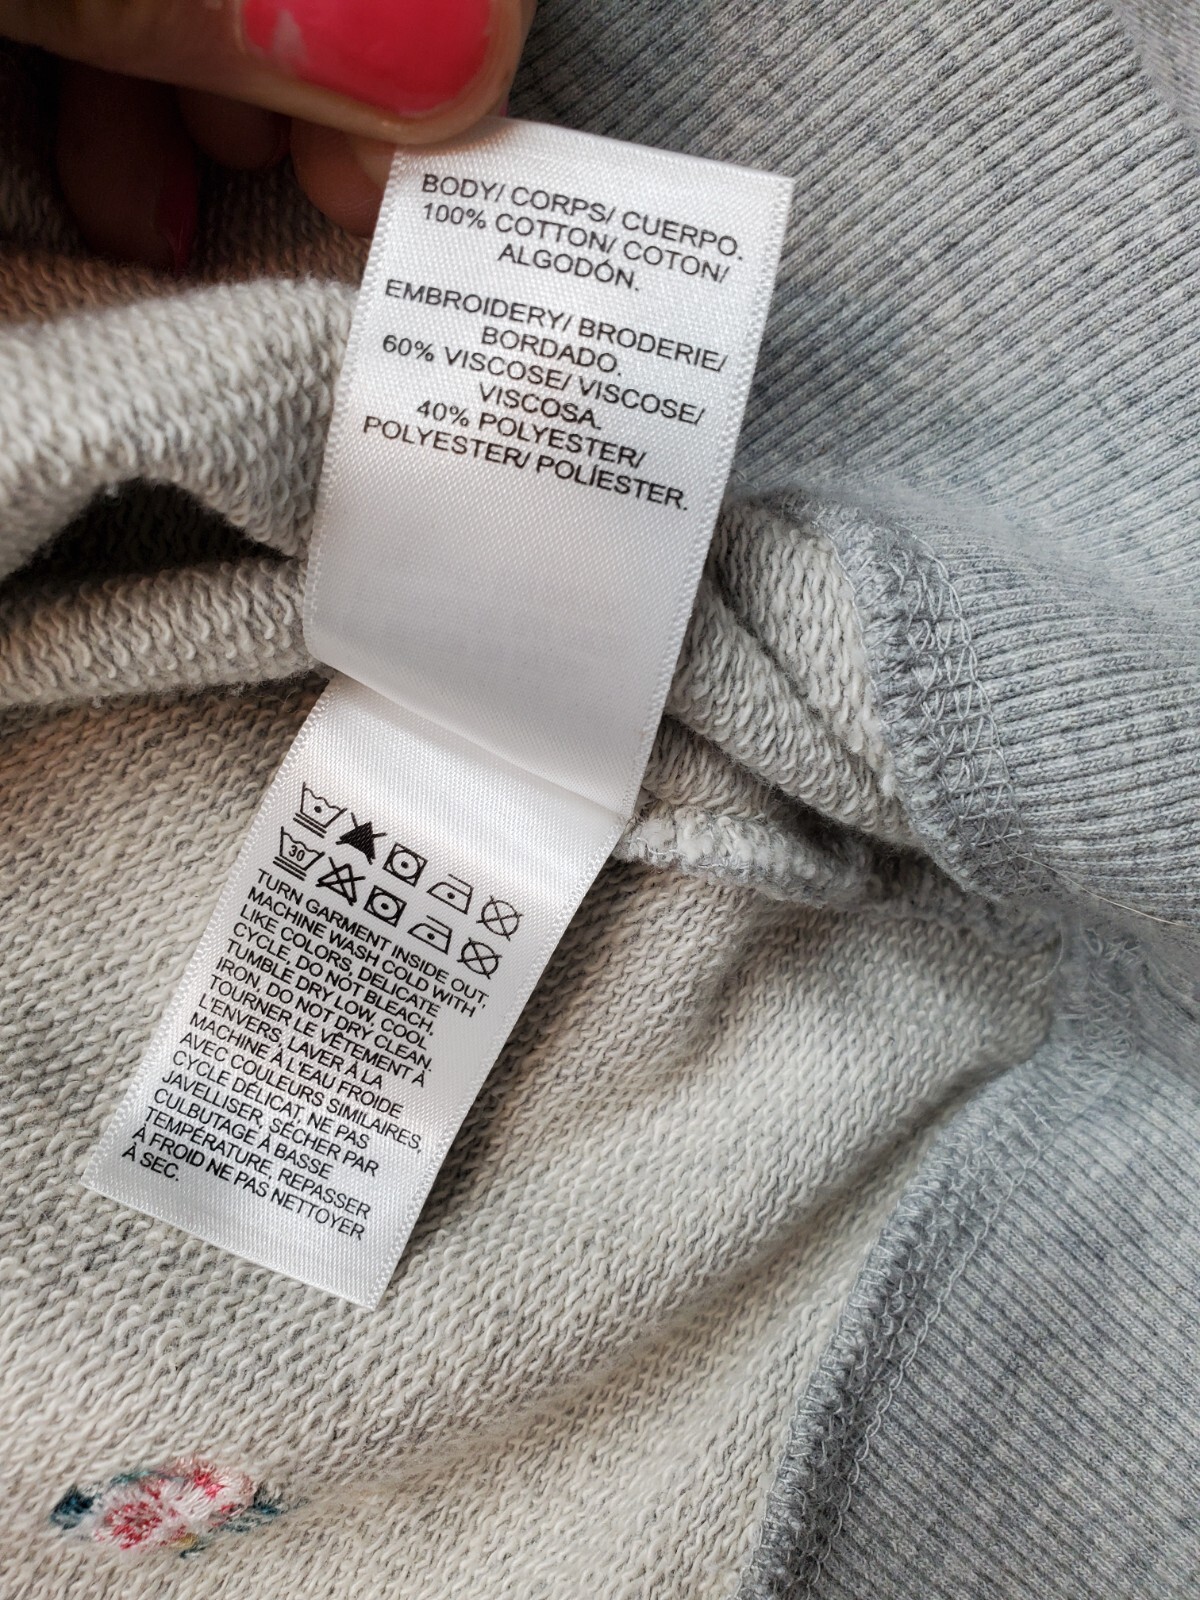 BODY/ CORPS/ CUERPO.
100% COTTON/ COTON/
ALGODÓN.
EMBROIDERY/ BRODERIE/
BORDADO.
60% VISCOSE/ VISCOSE/
VISCOSA.
40% POLYESTER/
POLYESTER/ POLÍESTER.
30
TURN GARMENT INSIDE OUT,
MACHINE WASH COLD WITH
LIKE COLORS, DELICATE
CYCLE, DO NOT BLEACH,
TUMBLE DRY LOW, COOL
IRON, DO NOT DRY CLEAN.
TOURNER LE VÊTEMENT À
L'ENVERS, LAVER À LA
MACHINE À L'EAU FROIDE
AVEC COULEURS SIMILAIRES,
CYCLE DÉLICAT, NE PAS
JAVELLISER, SÉCHER PAR
CULBUTAGE À BASSE
TEMPÉRATURE, REPASSER
À FROID NE PAS NETTOYER
À SEC.